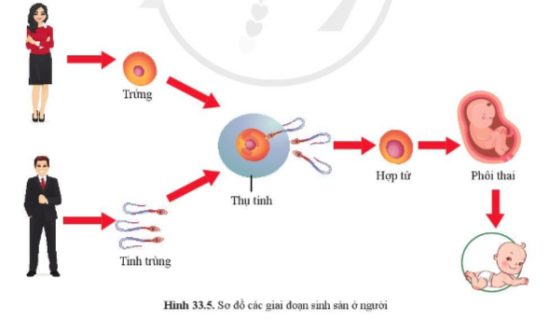 Trứng
Thụ tinh
Hợp tử
Phôi thai
Tinh trùng
Hình 33.5. Sơ đồ các giai đoạn sinh sản ở người